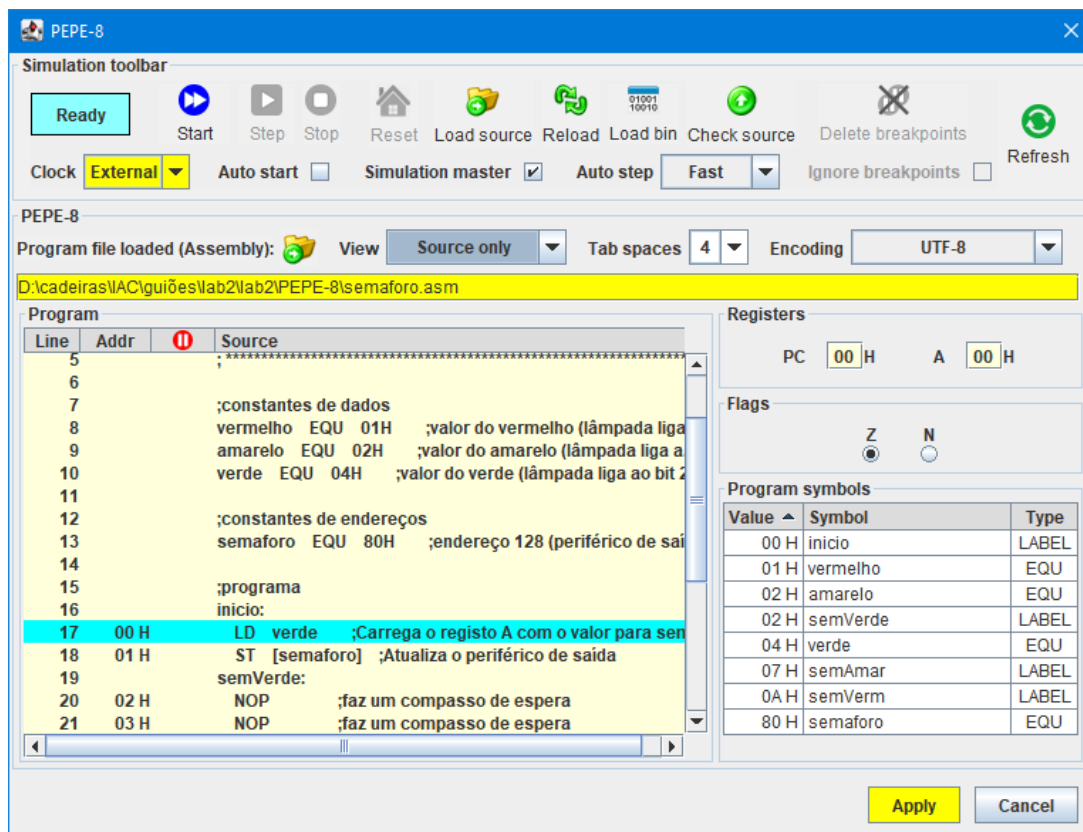 PEPE-8
Simulation toolbar
Ready
Start Step Stop Reset Load source Reload Load bin Check source Delete breakpoints Refresh
Clock External Auto start Simulation master Auto step Fast Ignore breakpoints
PEPE-8
Program file loaded (Assembly): View Source only Tab spaces 4 Encoding UTF-8
D:\cadeiras\IAC\guiões\lab2\lab2\PEPE-8\semaforo.asm
Program
Line Addr Source
5 ; ******************************************************************
6
7 ;constantes de dados
8 vermelho EQU 01H ;valor do vermelho (lâmpada liga
9 amarelo EQU 02H ;valor do amarelo (lâmpada liga a
10 verde EQU 04H ;valor do verde (lâmpada liga ao bit 2
11
12 ;constantes de endereços
13 semaforo EQU 80H ;endereço 128 (periférico de saí
14
15 ;programa
16 inicio:
17 00 H LD verde ;Carrega o registo A com o valor para sem
18 01 H ST [semaforo] ;Atualiza o periférico de saída
19 semVerde:
20 02 H NOP ;faz um compasso de espera
21 03 H NOP ;faz um compasso de espera
Registers
PC 00 H A 00 H
Flags
Z N
Program symbols
Value Symbol Type
00 H inicio LABEL
01 H vermelho EQU
02 H amarelo EQU
02 H semVerde LABEL
04 H verde EQU
07 H semAmar LABEL
0A H semVerm LABEL
80 H semaforo EQU
Apply Cancel